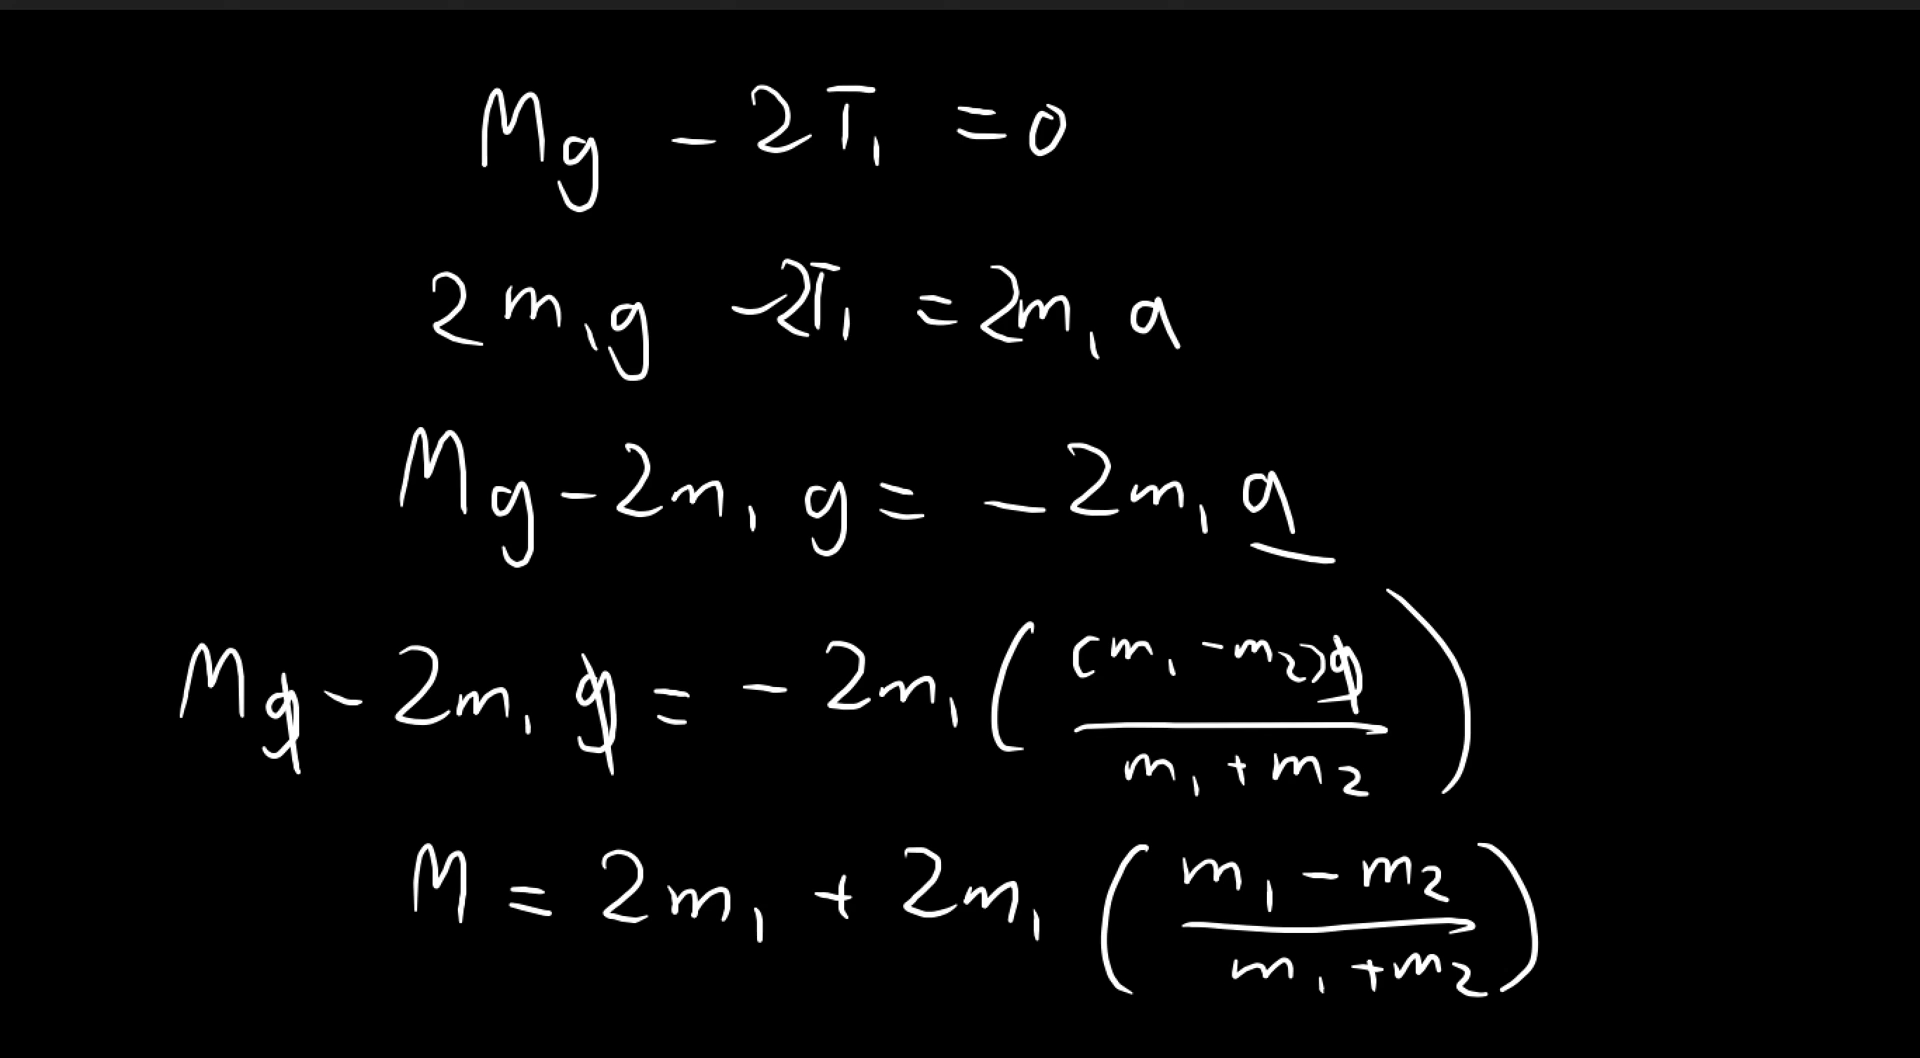 Mg - 2T₁ = 0
2m₁g - 2T₁ = 2m₁a
Mg - 2m₁g = -2m₁a
Mg - 2m₁g = -2m₁((m₁ - m₂)g / m₁ + m₂)
M = 2m₁ + 2m₁(m₁ - m₂ / m₁ + m₂)